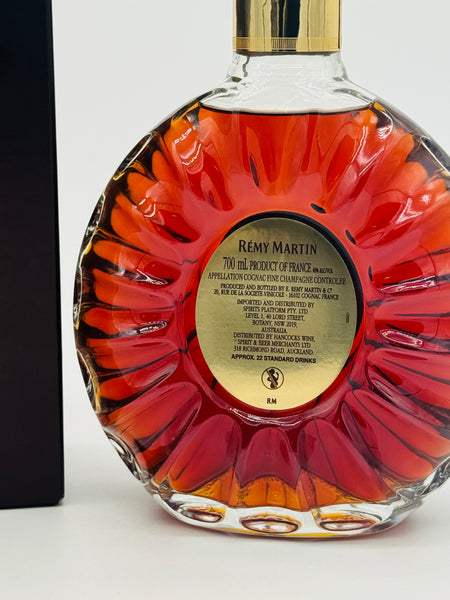 RÉMY MARTIN
700 mL PRODUCT OF FRANCE 40% ALC/VOL
APPELLATION COGNAC FINE CHAMPAGNE CONTROLEE
PRODUCED AND BOTTLED BY E. REMY MARTIN & Cº
20, RUE DE LA SOCIETE VINICOLE - 16102 COGNAC FRANCE
IMPORTED AND DISTRIBUTED BY
SPIRITS PLATFORM PTY. LTD
LEVEL 1, 40 LORD STREET,
BOTANY, NSW 2019,
AUSTRALIA.
DISTRIBUTED BY HANCOCKS WINE,
SPIRIT & BEER MERCHANTS LTD
318 RICHMOND ROAD, AUCKLAND.
APPROX. 22 STANDARD DRINKS
RM